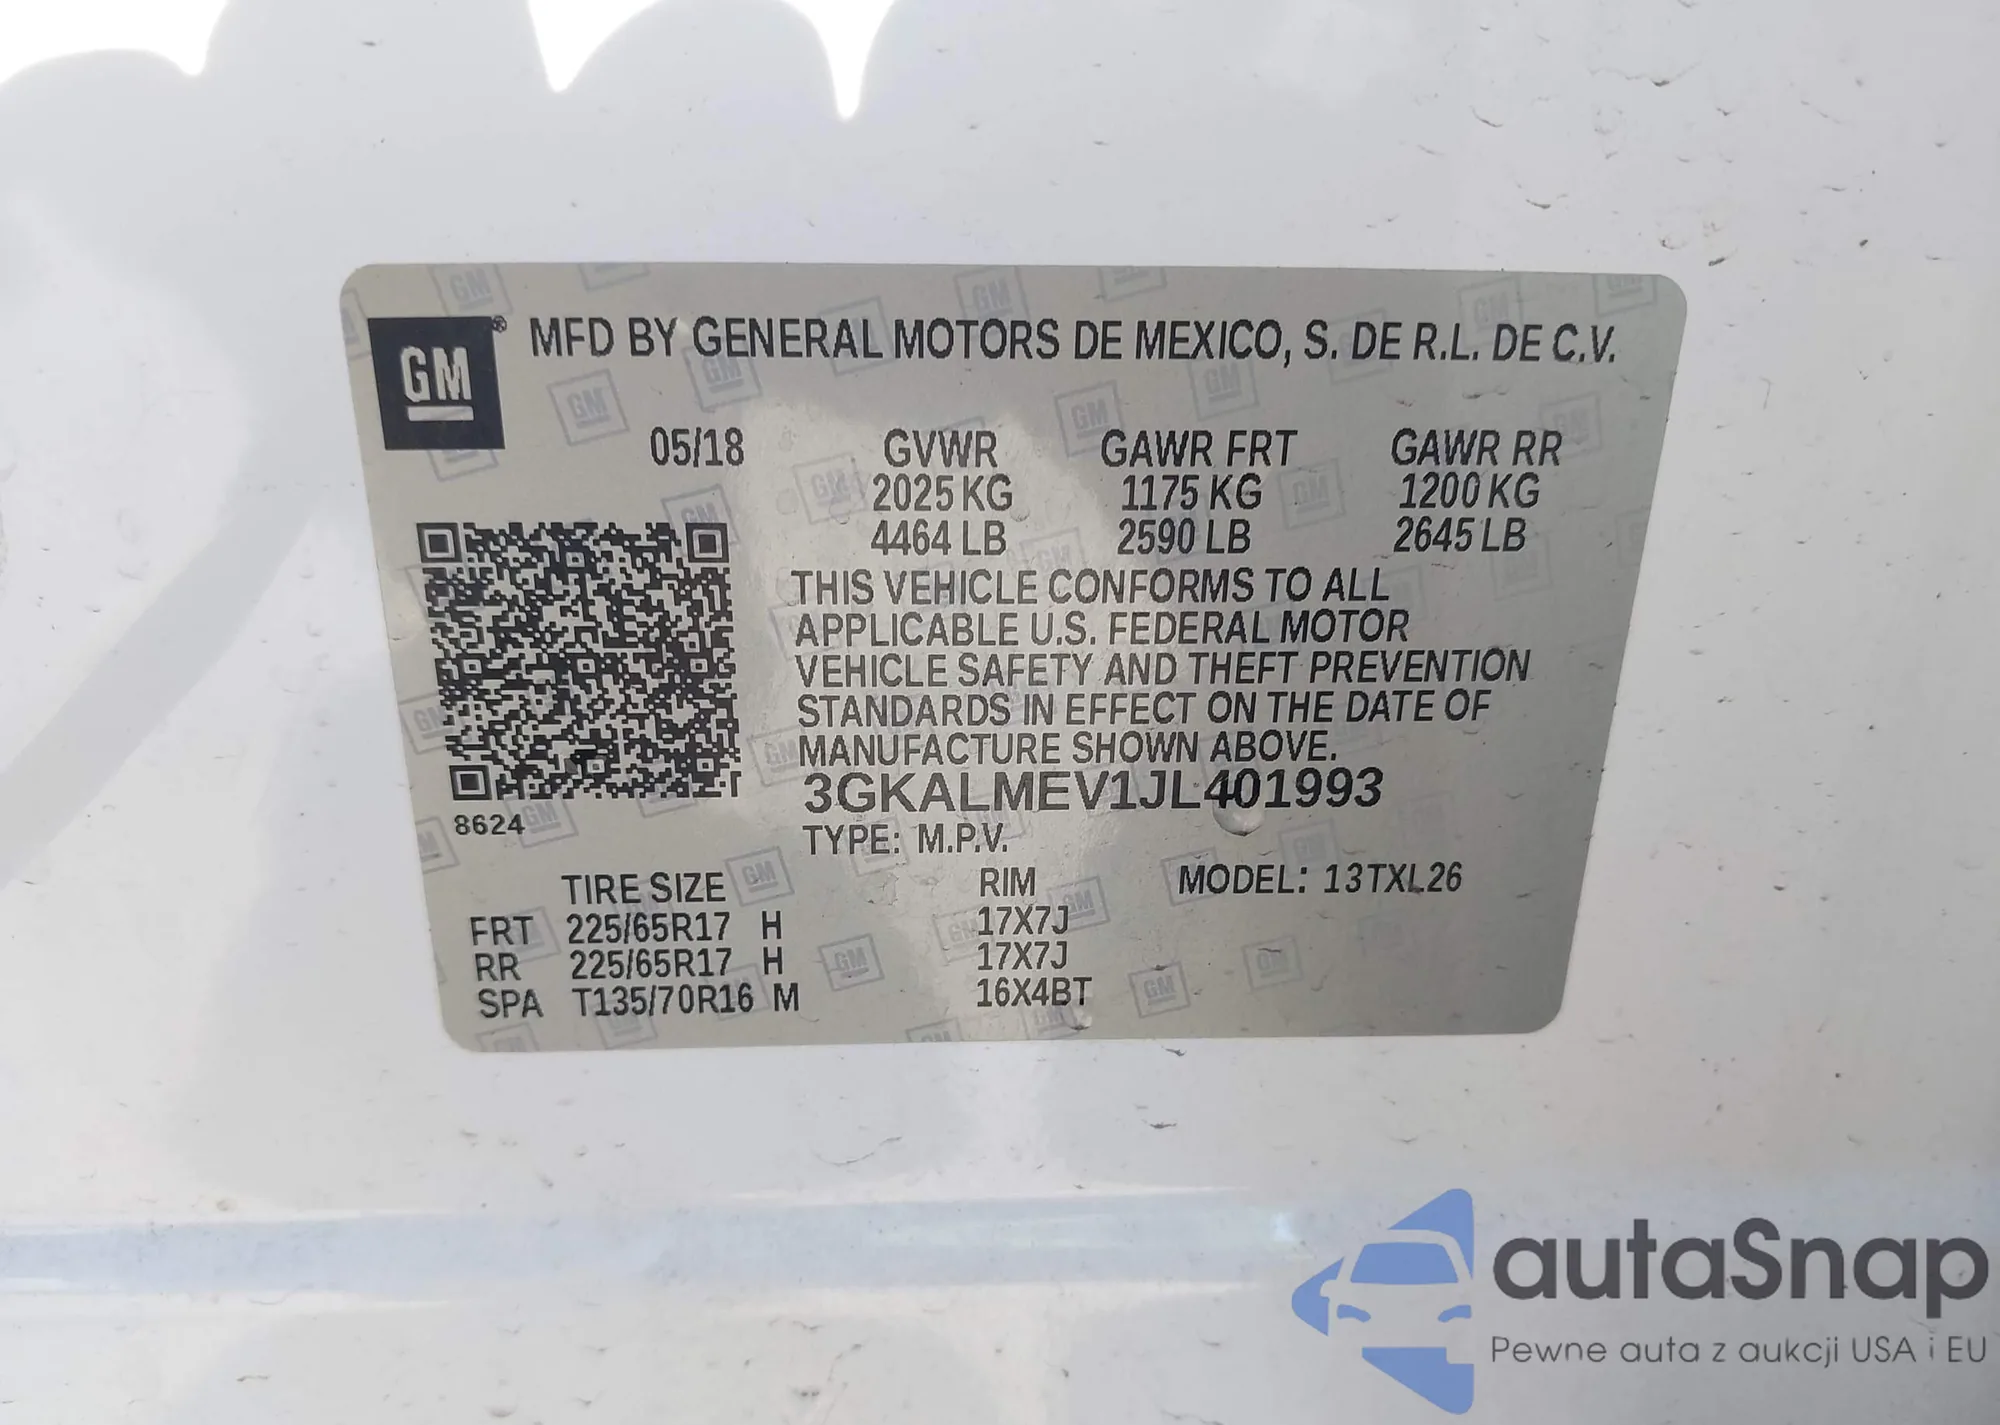 GM ® MFD BY GENERAL MOTORS DE MEXICO, S. DE R.L. DE C.V.
05/18 GVWR GAWR FRT GAWR RR
2025 KG 1175 KG 1200 KG
4464 LB 2590 LB 2645 LB
THIS VEHICLE CONFORMS TO ALL
APPLICABLE U.S. FEDERAL MOTOR
VEHICLE SAFETY AND THEFT PREVENTION
STANDARDS IN EFFECT ON THE DATE OF
MANUFACTURE SHOWN ABOVE.
3GKALMEV1JL401993
8624
TYPE: M.P.V.
TIRE SIZE RIM MODEL: 13TXL26
FRT 225/65R17 H 17X7J
RR 225/65R17 H 17X7J
SPA T135/70R16 M 16X4BT
autaSnap
Pewne auta z aukcji USA i EU